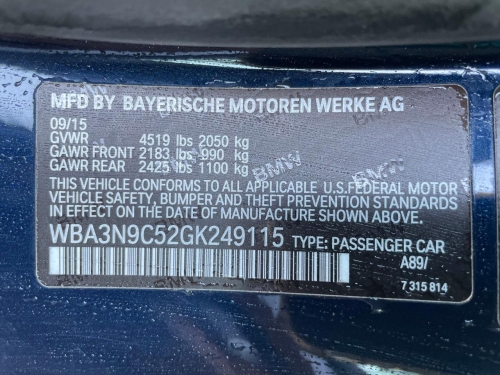 MFD BY BAYERISCHE MOTOREN WERKE AG
09/15
GVWR 4519 lbs 2050 kg
GAWR FRONT 2183 lbs 990 kg
GAWR REAR 2425 lbs 1100 kg
THIS VEHICLE CONFORMS TO ALL APPLICABLE U.S.FEDERAL MOTOR
VEHICLE SAFETY, BUMPER AND THEFT PREVENTION STANDARDS IN
EFFECT ON THE DATE OF MANUFACTURE SHOWN ABOVE.
WBA3N9C52GK249115 TYPE: PASSENGER CAR
A89/
7 315 814